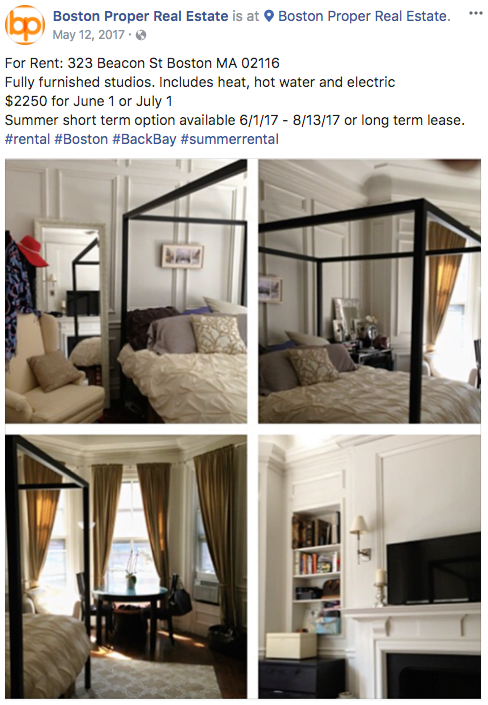 bp
Boston Proper Real Estate is at Boston Proper Real Estate.
May 12, 2017 ·
For Rent: 323 Beacon St Boston MA 02116
Fully furnished studios. Includes heat, hot water and electric
$2250 for June 1 or July 1
Summer short term option available 6/1/17 - 8/13/17 or long term lease.
#rental #Boston #BackBay #summerrental